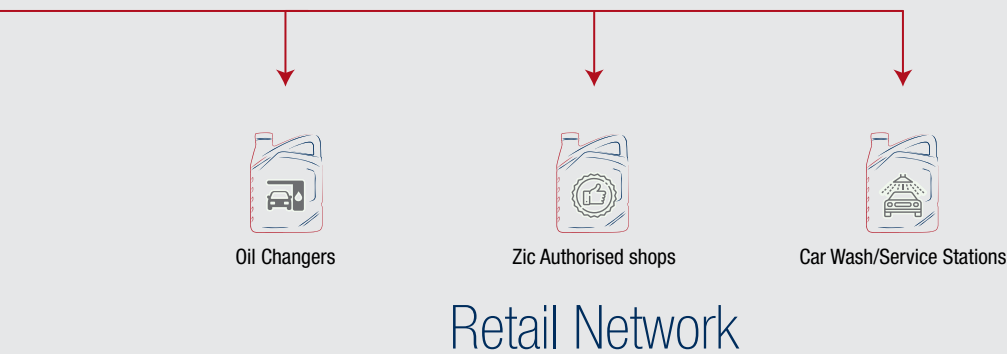 Oil Changers
Zic Authorised shops
Car Wash/Service Stations
Retail Network